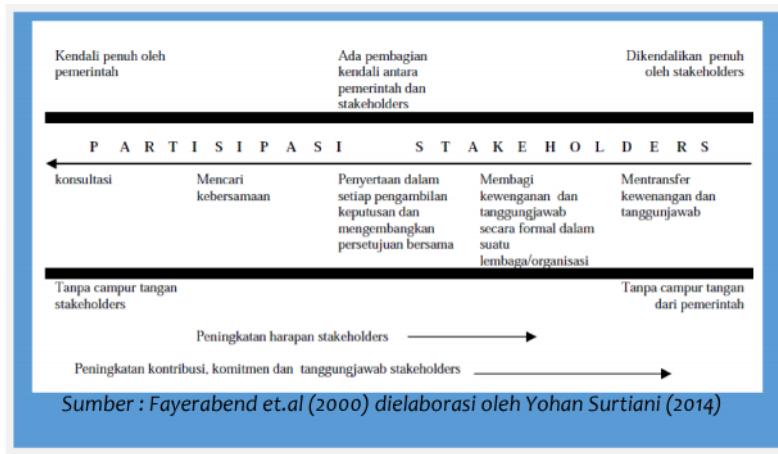 Kendali penuh oleh
pemerintah
Ada pembagian
kendali antara
pemerintah dan
stakeholders
Dikendalikan penuh
oleh stakeholders
P A R T I S I P A S I S T A K E H O L D E R S
konsultasi
Mencari
kebersamaan
Penyertaan dalam
setiap pengambilan
keputusan dan
mengembangkan
persetujuan bersama
Membagi
kewenganan dan
tanggungjawab
secara formal dalam
suatu
lembaga/organisasi
Mentransfer
kewenangan dan
tanggunjawab
Tanpa campur tangan
stakeholders
Tanpa campur tangan
dari pemerintah
Peningkatan harapan stakeholders
Peningkatan kontribusi, komitmen dan tanggungjawab stakeholders
Sumber : Fayerabend et.al (2000) dielaborasi oleh Yohan Surtiani (2014)